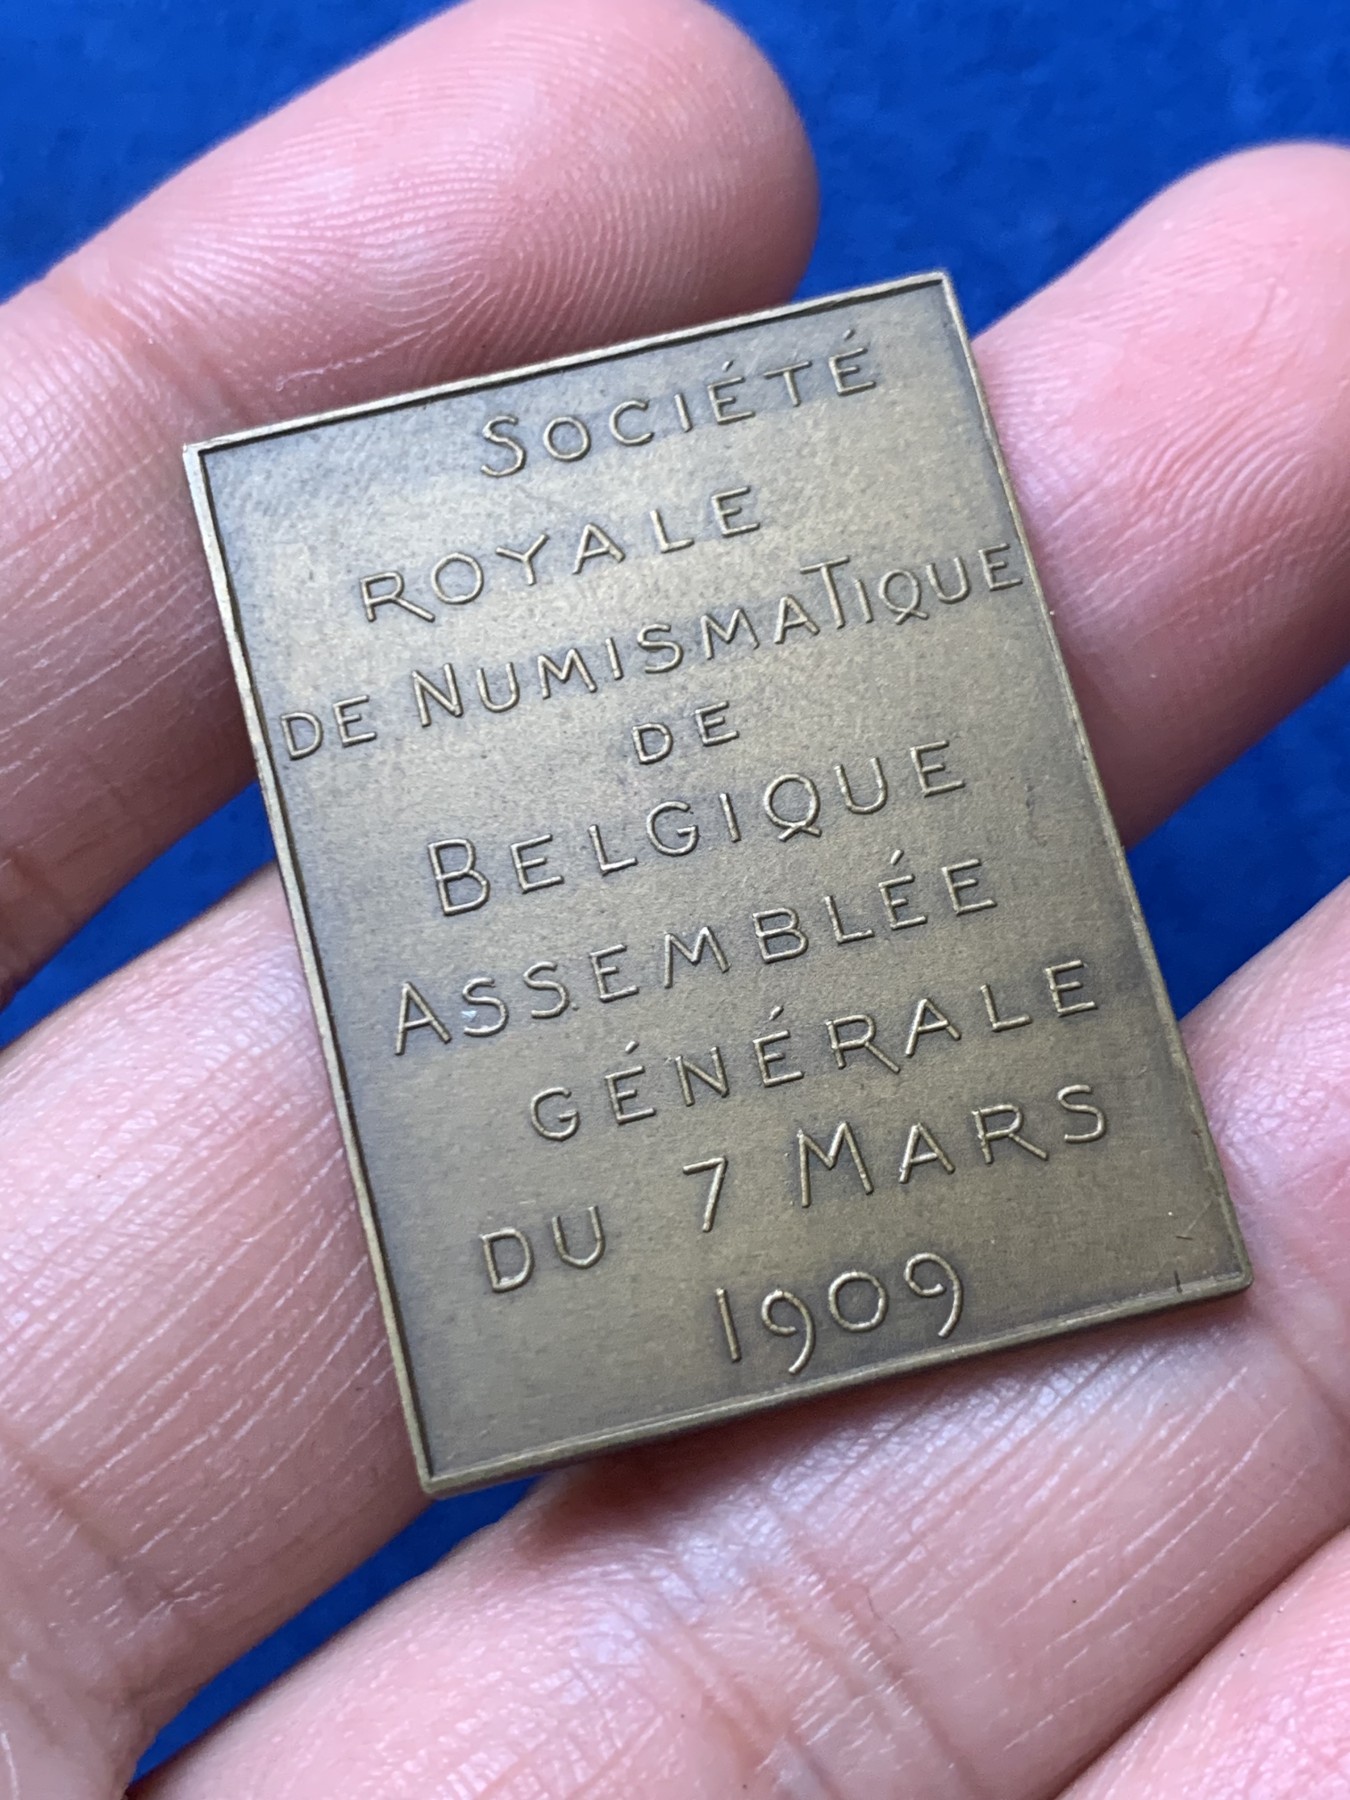 SOCIÉTÉ
ROYALE
DE NUMISMATIQUE
DE
BELGIQUE
ASSEMBLÉE
GÉNÉRALE
DU 7 MARS
1909